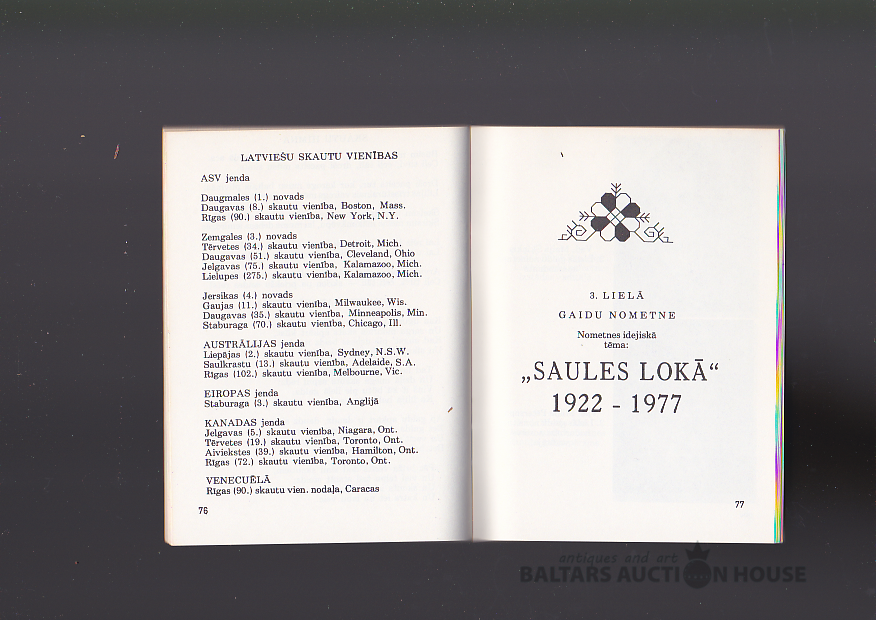 LATVIEŠU SKAUTU VIENĪBAS
ASV jenda
Daugmales (1.) novads
Daugavas (8.) skautu vienība, Boston, Mass.
Rīgas (90.) skautu vienība, New York, N.Y.
Zemgales (3.) novads
Tērvetes (34.) skautu vienība, Detroit, Mich.
Daugavas (51.) skautu vienība, Cleveland, Ohio
Jelgavas (75.) skautu vienība, Kalamazoo, Mich.
Lielupes (275.) skautu vienība, Kalamazoo, Mich.
Jersikas (4.) novads
Gaujas (11.) skautu vienība, Milwaukee, Wis.
Daugavas (35.) skautu vienība, Minneapolis, Min.
Staburaga (70.) skautu vienība, Chicago, Ill.
AUSTRĀLIJAS jenda
Liepājas (2.) skautu vienība, Sydney, N.S.W.
Saulkrastu (13.) skautu vienība, Adelaide, S.A.
Rīgas (102.) skautu vienība, Melbourne, Vic.
EIROPAS jenda
Staburaga (3.) skautu vienība, Anglijā
KANADAS jenda
Jelgavas (5.) skautu vienība, Niagara, Ont.
Tērvetes (19.) skautu vienība, Toronto, Ont.
Aiviekstes (39.) skautu vienība, Hamilton, Ont.
Rīgas (72.) skautu vienība, Toronto, Ont.
VENECUĒLĀ
Rīgas (90.) skautu vien. nodaļa, Caracas
76
3. LIELĀ
GAIDU NOMETNE
Nometnes idejiskā
tēma:
„SAULES LOKĀ“
1922 - 1977
77
antiques and art
BALTARS AUCTION HOUSE